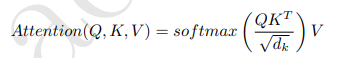 Attention(Q, K, V) = softmax(QK^T / √d_k) V